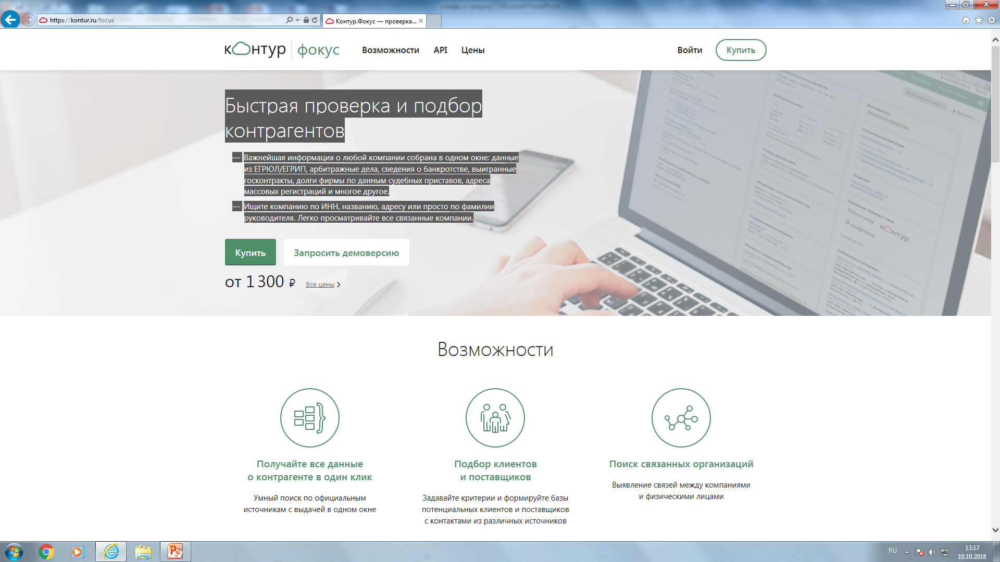 https://kontur.ru/focus
Контур.Фокус — проверка...
контур фокус
Возможности
API
Цены
Войти
Купить
Быстрая проверка и подбор
контрагентов
— Важнейшая информация о любой компании собрана в одном окне: данные
из ЕГРЮЛ/ЕГРИП, арбитражные дела, сведения о банкротстве, выигранные
госконтракты, долги фирмы по данным судебных приставов, адреса
массовых регистраций и многое другое.
— Ищите компанию по ИНН, названию, адресу или просто по фамилии
руководителя. Легко просматривайте все связанные компании.
Купить
Запросить демоверсию
от 1 300 ₽
Все цены
Возможности
Получайте все данные
о контрагенте в один клик
Умный поиск по официальным
источникам с выдачей в одном окне
Подбор клиентов
и поставщиков
Задавайте критерии и формируйте базы
потенциальных клиентов и поставщиков
с контактами из различных источников
Поиск связанных организаций
Выявление связей между компаниями
и физическими лицами
RU
13:17
10.10.2018